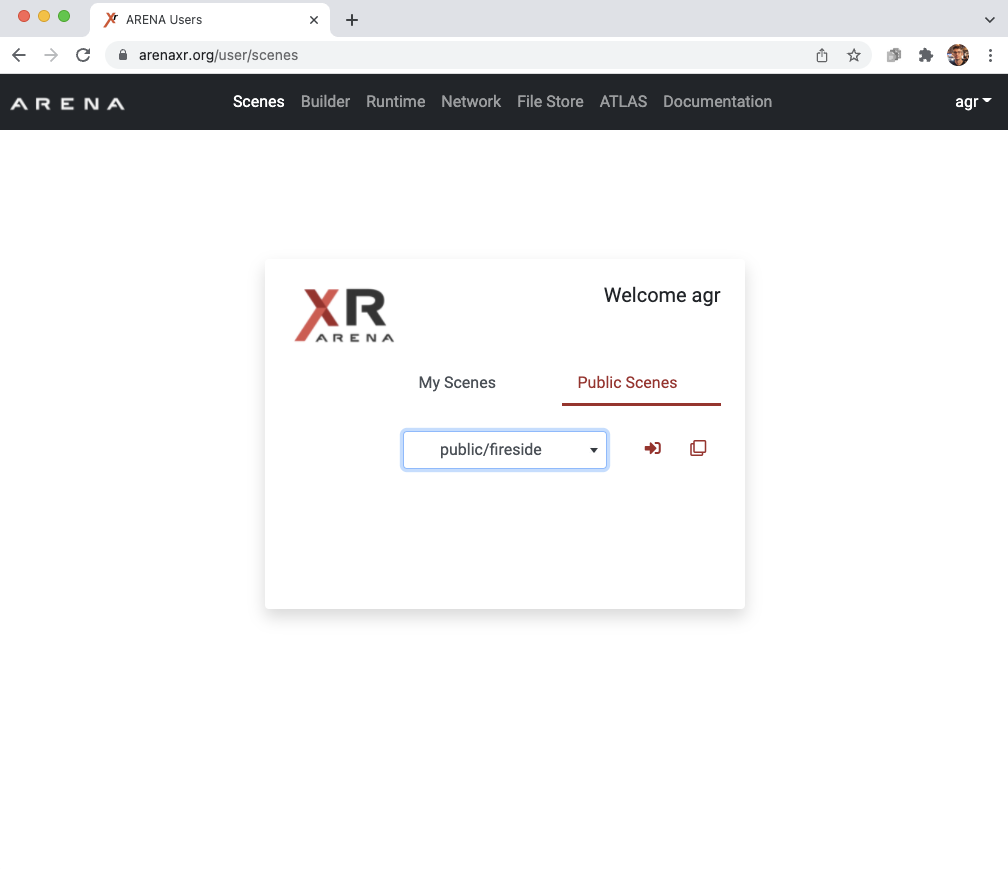 ARENA Users
arenaxr.org/user/scenes
ARENA Scenes Builder Runtime Network File Store ATLAS Documentation agr
XR
ARENA
Welcome agr
My Scenes Public Scenes
public/fireside